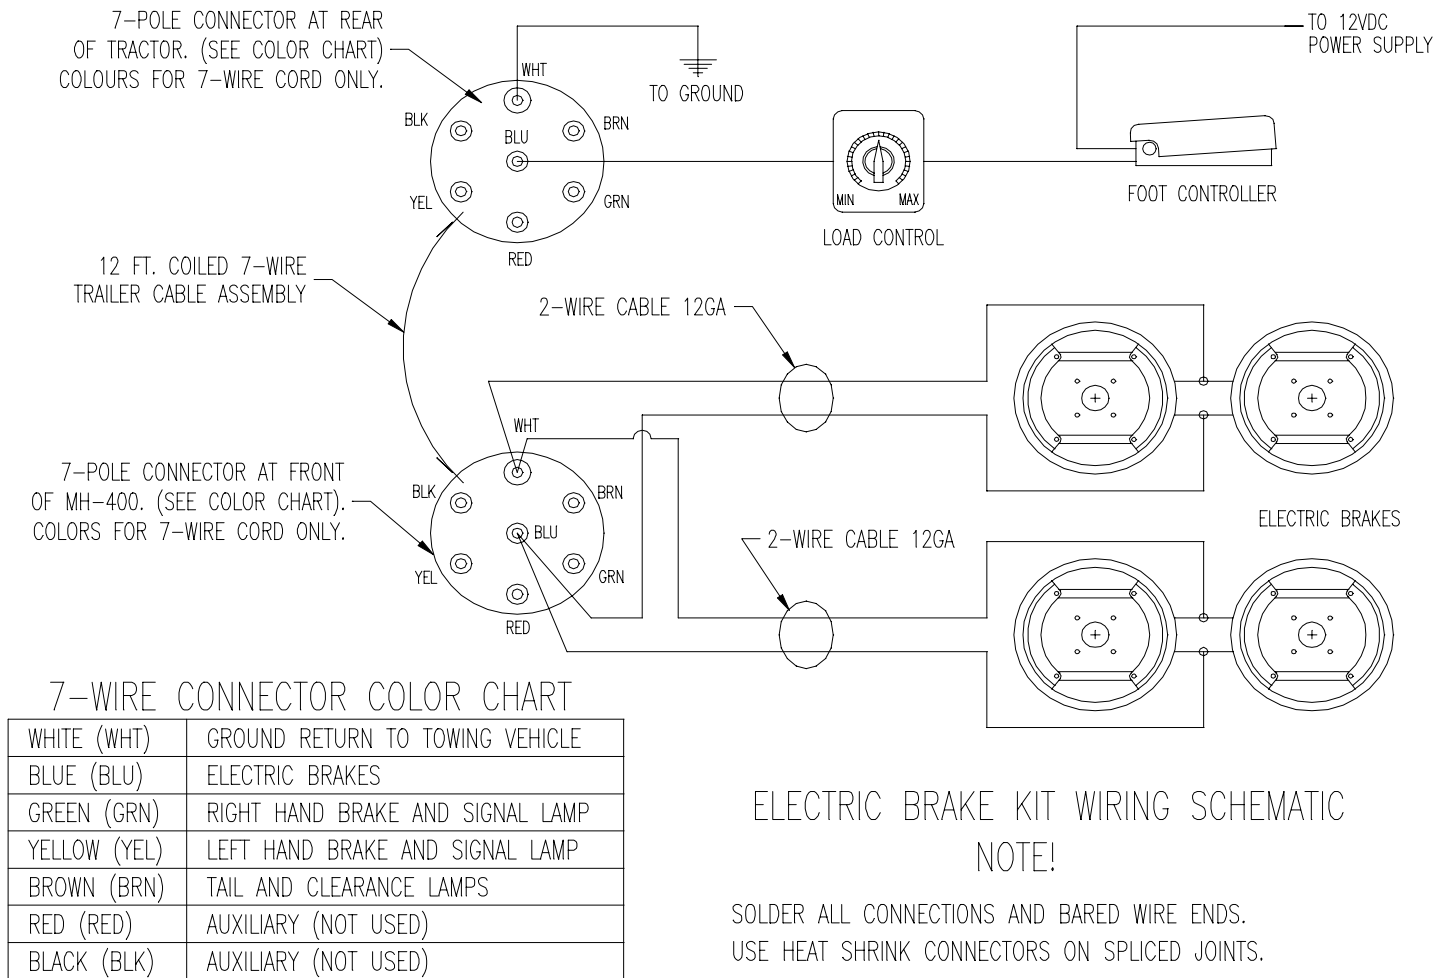 7-POLE CONNECTOR AT REAR
OF TRACTOR. (SEE COLOR CHART)
COLOURS FOR 7-WIRE CORD ONLY.
WHT
BLK
BLU
BRN
YEL
GRN
RED
TO GROUND
MIN
MAX
LOAD CONTROL
TO 12VDC
POWER SUPPLY
FOOT CONTROLLER
12 FT. COILED 7-WIRE
TRAILER CABLE ASSEMBLY
2-WIRE CABLE 12GA
7-POLE CONNECTOR AT FRONT
OF MH-400. (SEE COLOR CHART).
COLORS FOR 7-WIRE CORD ONLY.
WHT
BLK
BRN
BLU
YEL
GRN
RED
ELECTRIC BRAKES
2-WIRE CABLE 12GA
7-WIRE CONNECTOR COLOR CHART
WHITE (WHT) GROUND RETURN TO TOWING VEHICLE
BLUE (BLU) ELECTRIC BRAKES
GREEN (GRN) RIGHT HAND BRAKE AND SIGNAL LAMP
YELLOW (YEL) LEFT HAND BRAKE AND SIGNAL LAMP
BROWN (BRN) TAIL AND CLEARANCE LAMPS
RED (RED) AUXILIARY (NOT USED)
BLACK (BLK) AUXILIARY (NOT USED)
ELECTRIC BRAKE KIT WIRING SCHEMATIC
NOTE!
SOLDER ALL CONNECTIONS AND BARED WIRE ENDS.
USE HEAT SHRINK CONNECTORS ON SPLICED JOINTS.